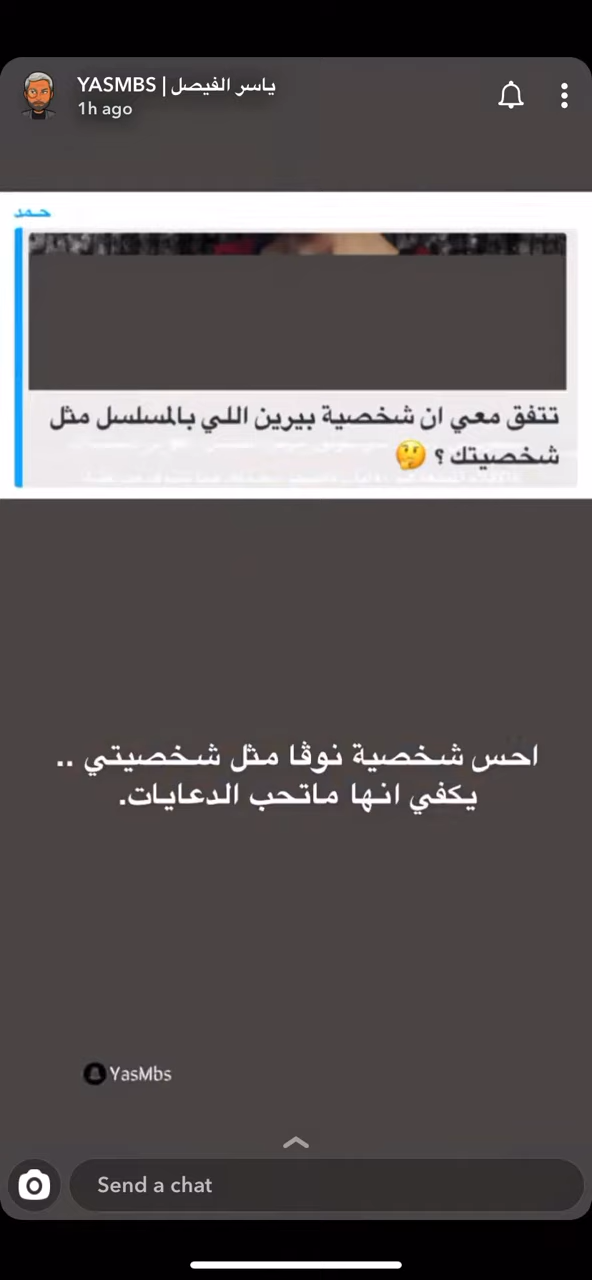 YASMBS | ياسر الفيصل
1h ago
حمد
تتفق معي ان شخصية بيرين اللي بالمسلسل مثل
شخصيتك ؟ 🤔
احس شخصية نوڤا مثل شخصيتي ..
يكفي انها ماتحب الدعايات.
YasMbs
Send a chat